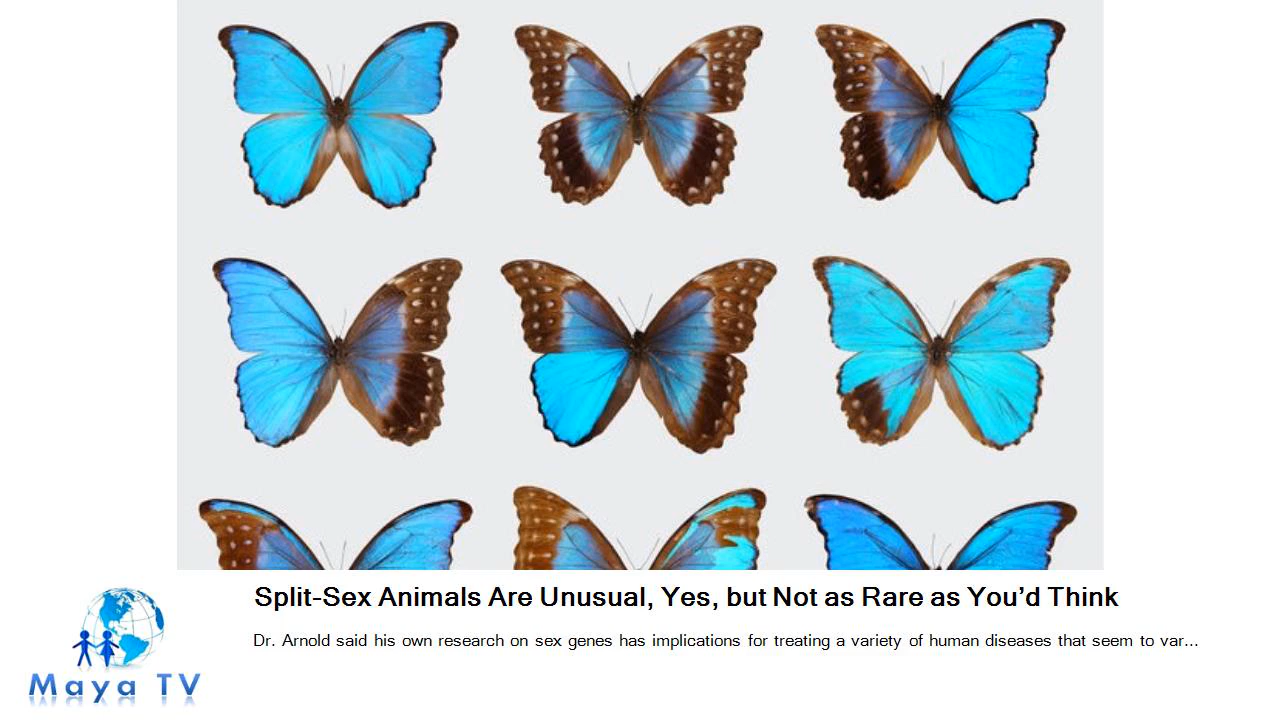 Split-Sex Animals Are Unusual, Yes, but Not as Rare as You’d Think
Dr. Arnold said his own research on sex genes has implications for treating a variety of human diseases that seem to var...
Maya TV